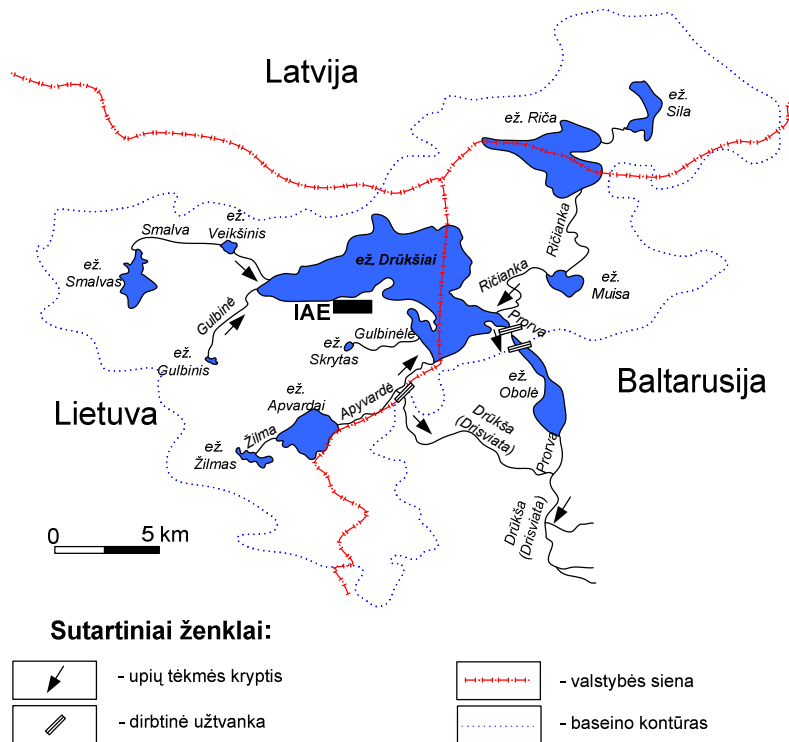 Latvija
ež. Riča
ež.
Sila
Smalva
ež.
Veikšinis
ež.
Smalvas
ež. Drūkšiai
Ričianka
Ričianka
ež.
Muisa
Gulbinė
IAE
Gulbinėlė
ež.
Skrytas
Prorva
ež.
Gulbinis
ež.
Obolė
Baltarusija
Lietuva
ež.
Apvardai
Apyvardė
Drūkša
(Drisviata)
Žilma
ež.
Žilmas
Prorva
Drūkša
(Drisviata)
0 5 km
Sutartiniai ženklai:
- upių tėkmės kryptis
- valstybės siena
- dirbtinė užtvanka
- baseino kontūras